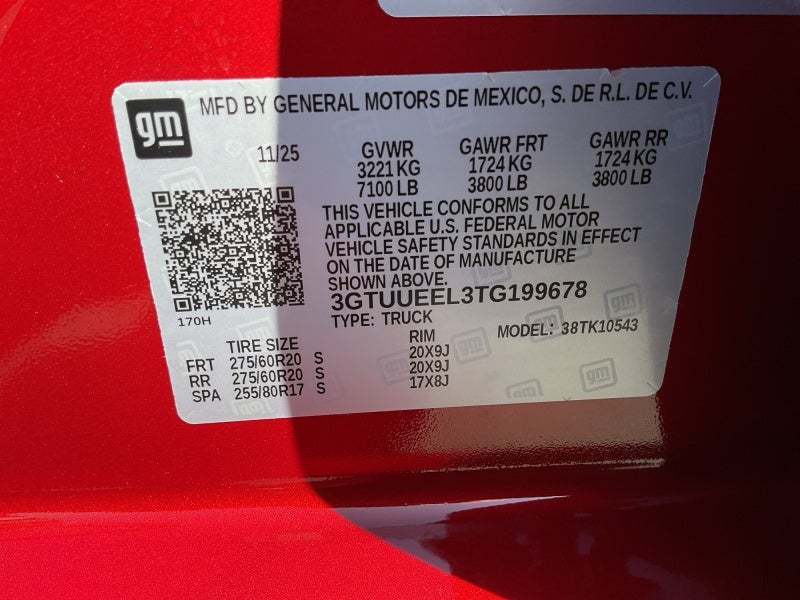 gm MFD BY GENERAL MOTORS DE MEXICO, S. DE R.L. DE C.V.
11/25 GVWR GAWR FRT GAWR RR
3221 KG 1724 KG 1724 KG
7100 LB 3800 LB 3800 LB
THIS VEHICLE CONFORMS TO ALL
APPLICABLE U.S. FEDERAL MOTOR
VEHICLE SAFETY STANDARDS IN EFFECT
ON THE DATE OF MANUFACTURE
SHOWN ABOVE.
3GTUUEEL3TG199678
170H
TYPE: TRUCK MODEL: 38TK10543
TIRE SIZE RIM
FRT 275/60R20 S 20X9J
RR 275/60R20 S 20X9J
SPA 255/80R17 S 17X8J